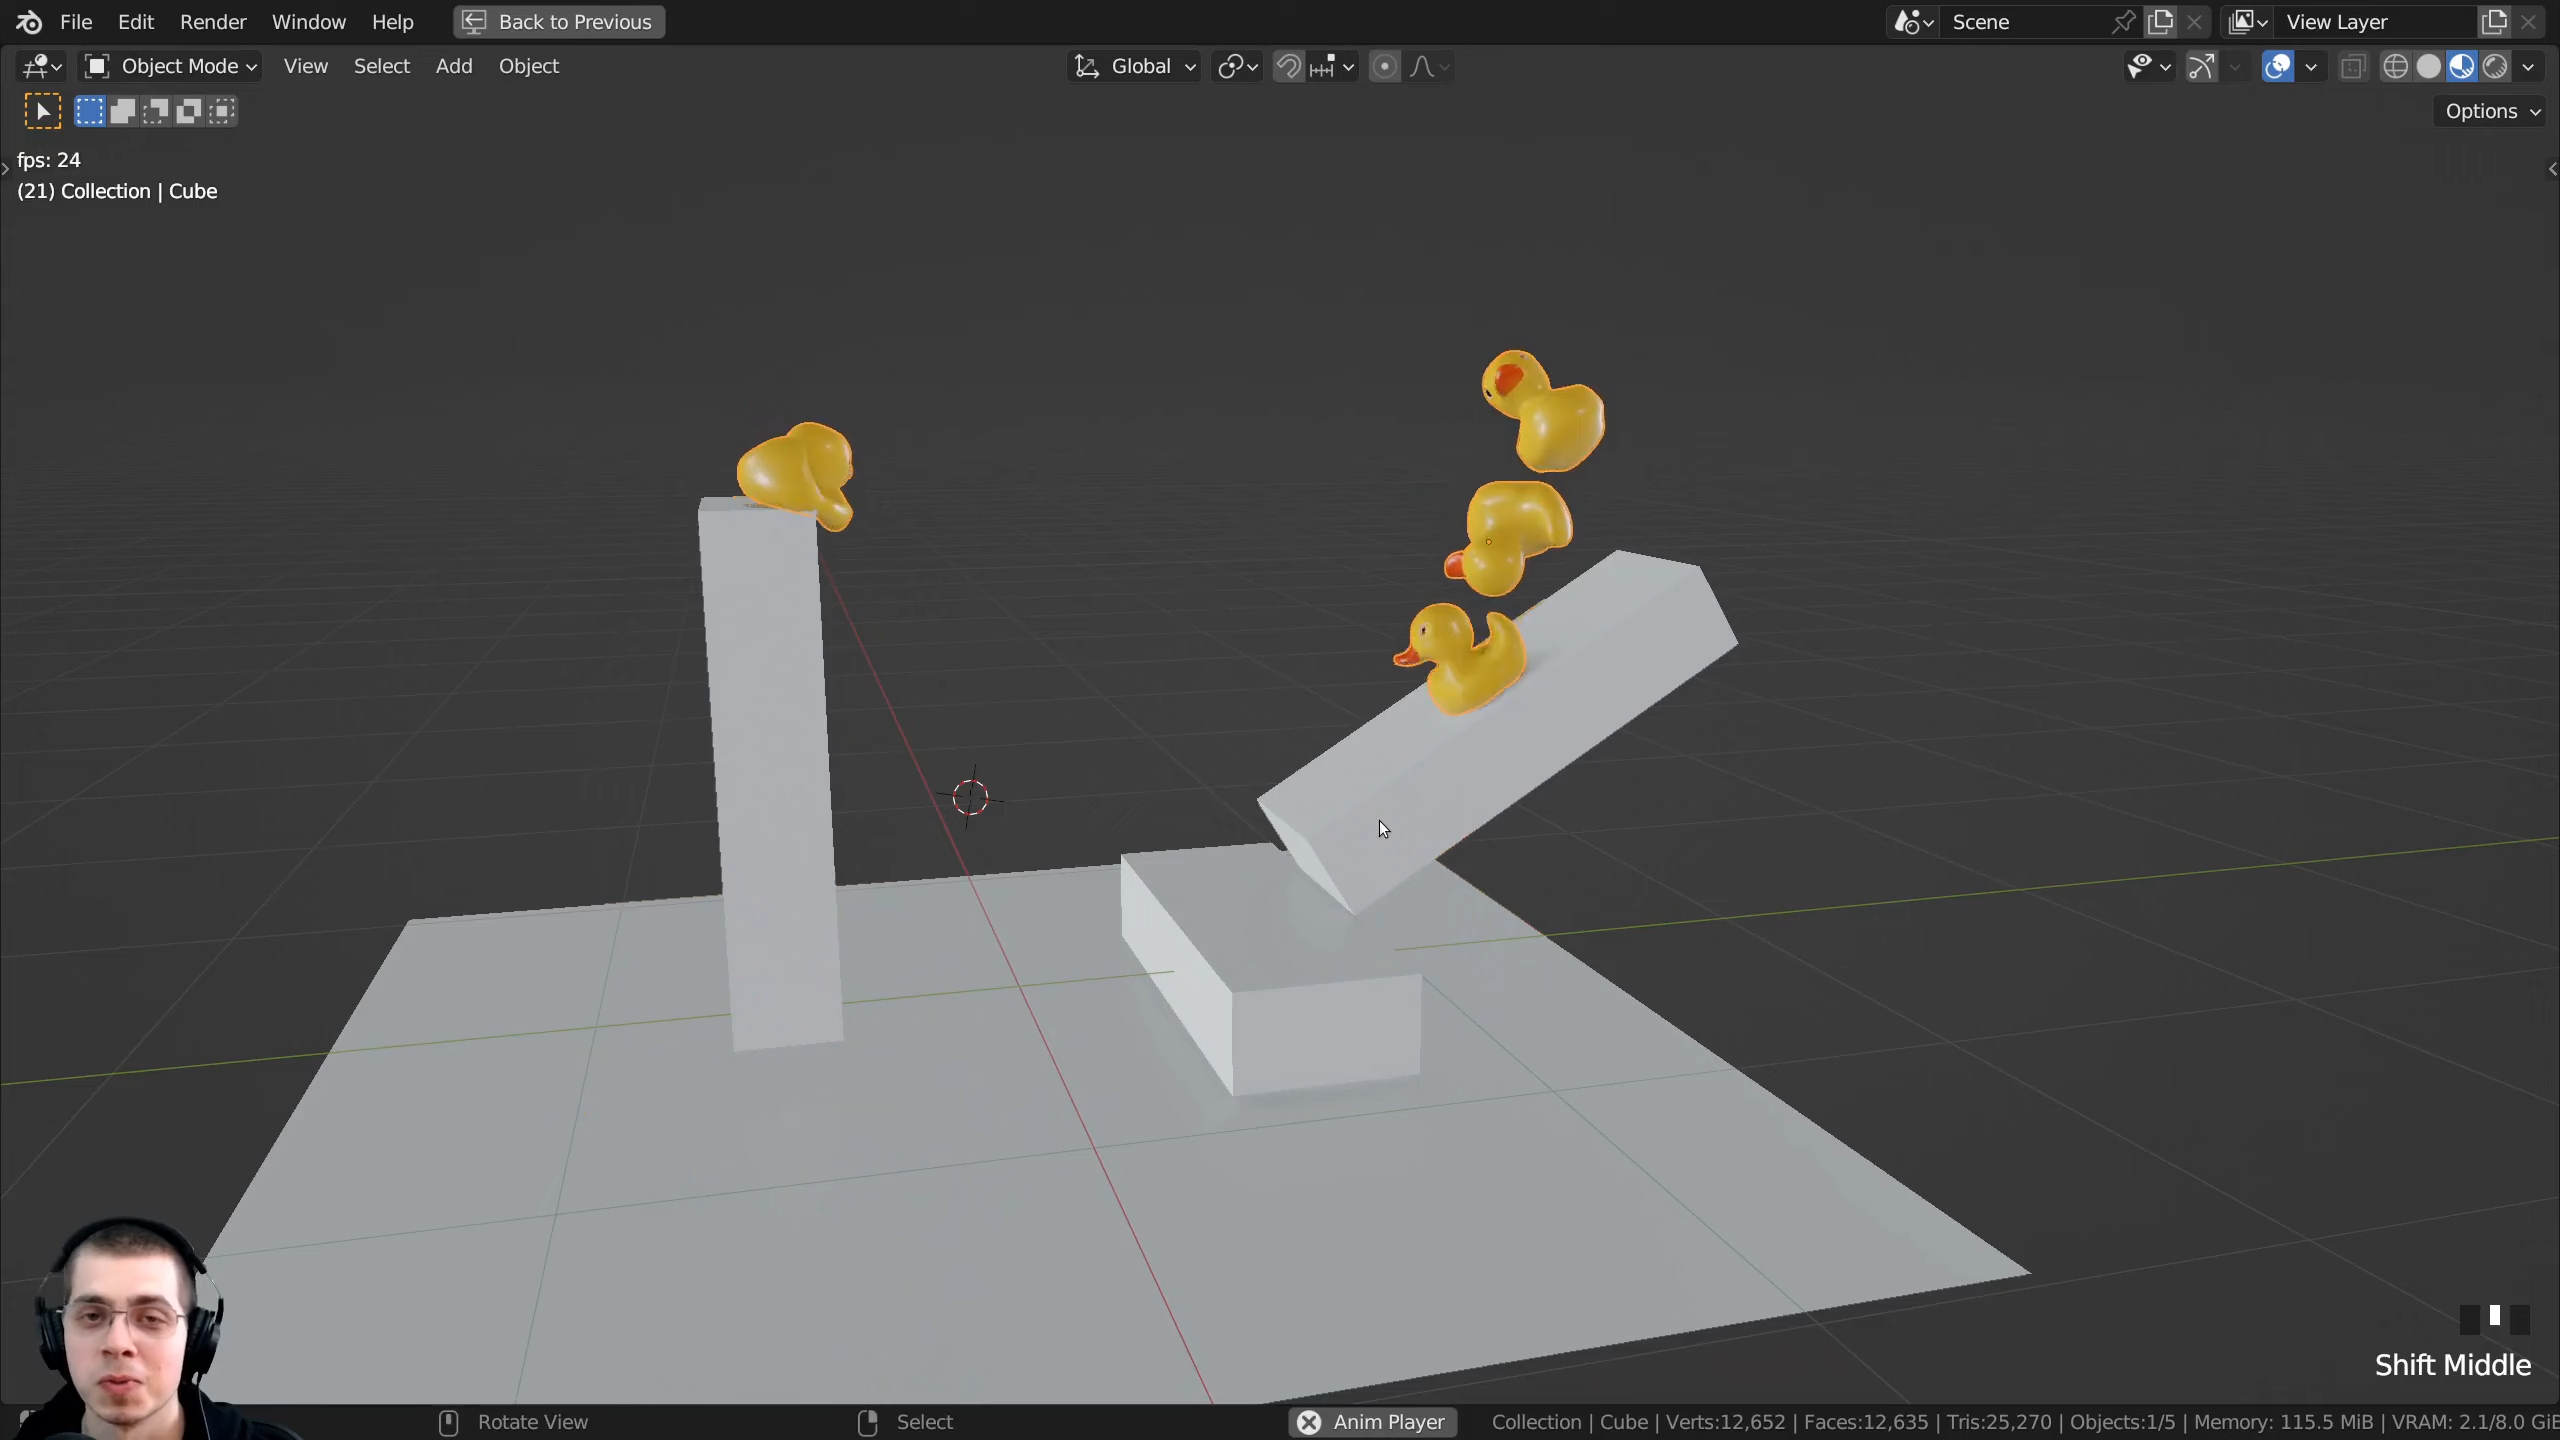 File Edit Render Window Help Back to Previous Scene View Layer
Object Mode View Select Add Object Global
Options
fps: 24
(21) Collection | Cube
Shift Middle
Rotate View Select Anim Player Collection | Cube | Verts:12,652 | Faces:12,635 | Tris:25,270 | Objects:1/5 | Memory: 115.5 MiB | VRAM: 2.1/8.0 GiB